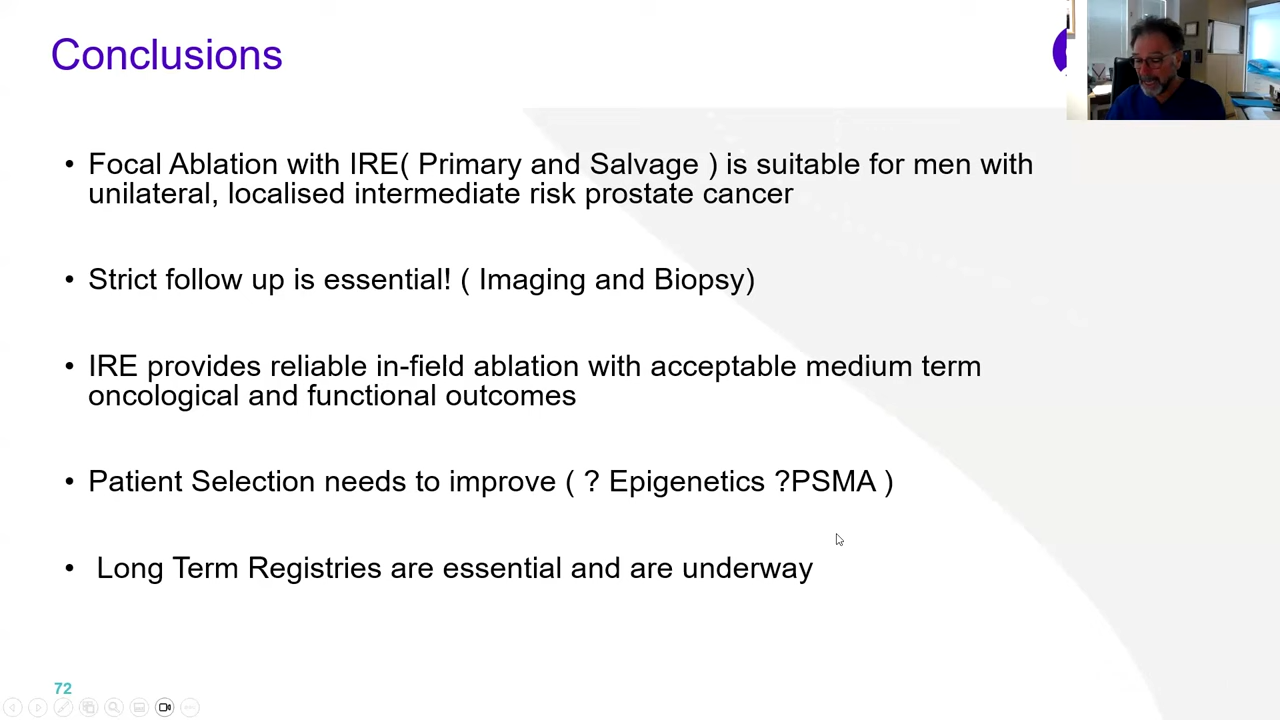 Conclusions
• Focal Ablation with IRE( Primary and Salvage ) is suitable for men with
unilateral, localised intermediate risk prostate cancer
• Strict follow up is essential! ( Imaging and Biopsy)
• IRE provides reliable in-field ablation with acceptable medium term
oncological and functional outcomes
• Patient Selection needs to improve ( ? Epigenetics ?PSMA )
• Long Term Registries are essential and are underway
72